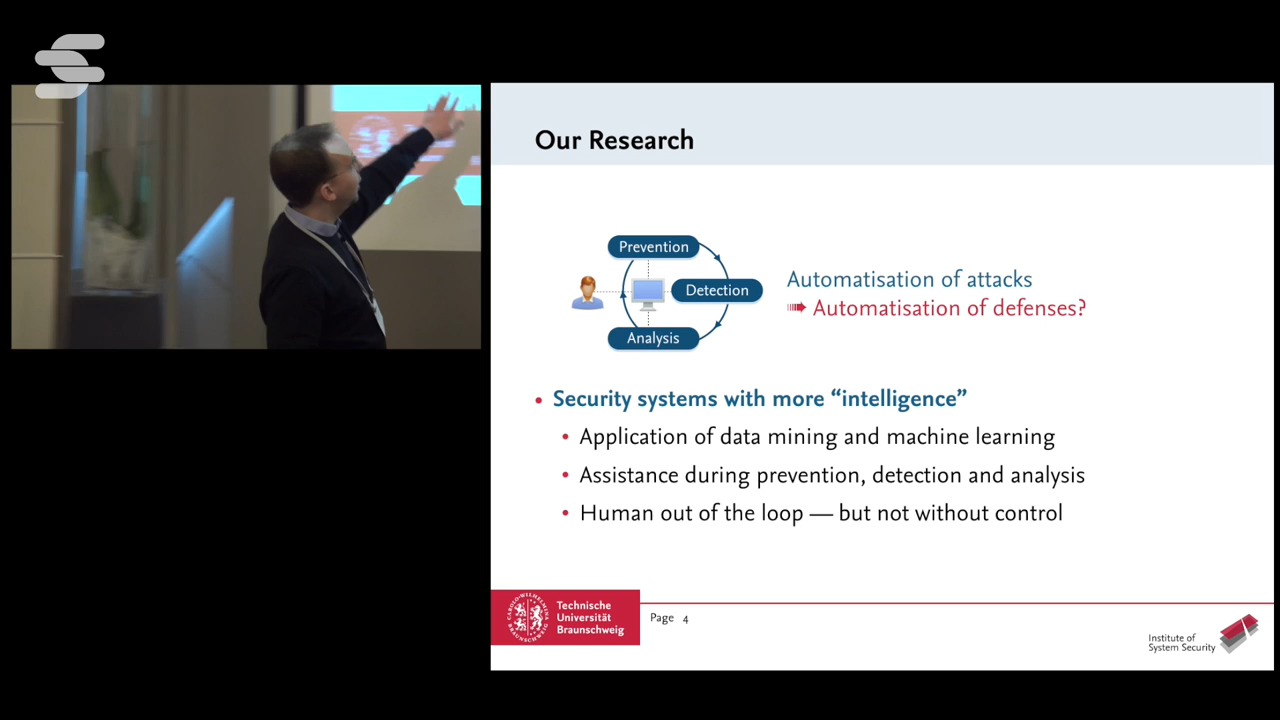 Our Research
Prevention
Detection
Analysis
Automatisation of attacks
➠ Automatisation of defenses?
• Security systems with more “intelligence”
• Application of data mining and machine learning
• Assistance during prevention, detection and analysis
• Human out of the loop — but not without control
Technische
Universität
Braunschweig
Page 4
Institute of
System Security